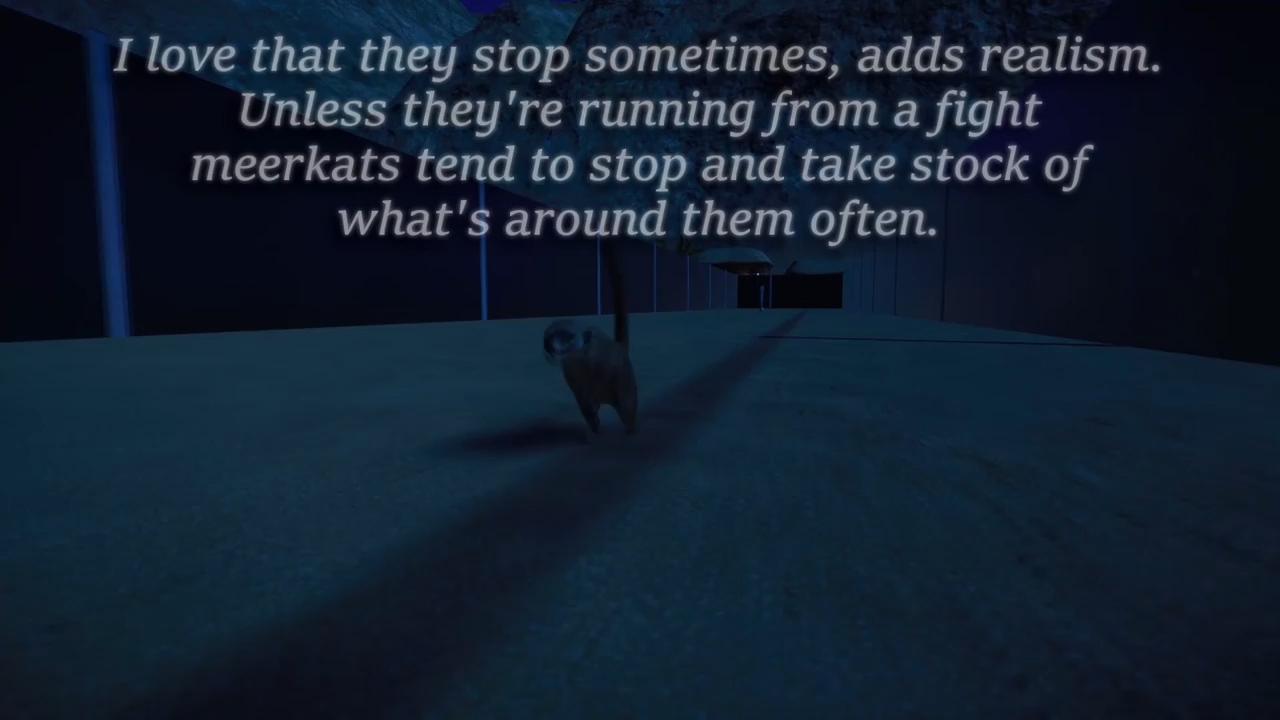 I love that they stop sometimes, adds realism.
Unless they're running from a fight
meerkats tend to stop and take stock of
what's around them often.